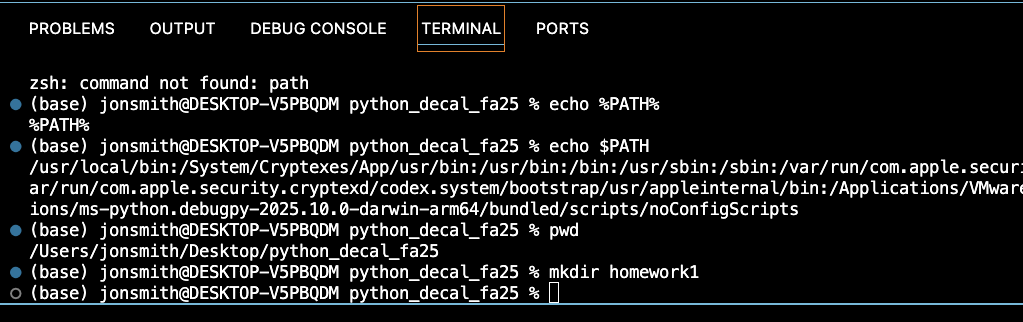 PROBLEMS OUTPUT DEBUG CONSOLE TERMINAL PORTS
zsh: command not found: path
(base) jonsmith@DESKTOP-V5PBQDM python_decal_fa25 % echo %PATH%
%PATH%
(base) jonsmith@DESKTOP-V5PBQDM python_decal_fa25 % echo $PATH
/usr/local/bin:/System/Cryptexes/App/usr/bin:/usr/bin:/bin:/usr/sbin:/sbin:/var/run/com.apple.securi
ar/run/com.apple.security.cryptexd/codex.system/bootstrap/usr/appleinternal/bin:/Applications/VMware
ions/ms-python.debugpy-2025.10.0-darwin-arm64/bundled/scripts/noConfigScripts
(base) jonsmith@DESKTOP-V5PBQDM python_decal_fa25 % pwd
/Users/jonsmith/Desktop/python_decal_fa25
(base) jonsmith@DESKTOP-V5PBQDM python_decal_fa25 % mkdir homework1
(base) jonsmith@DESKTOP-V5PBQDM python_decal_fa25 %